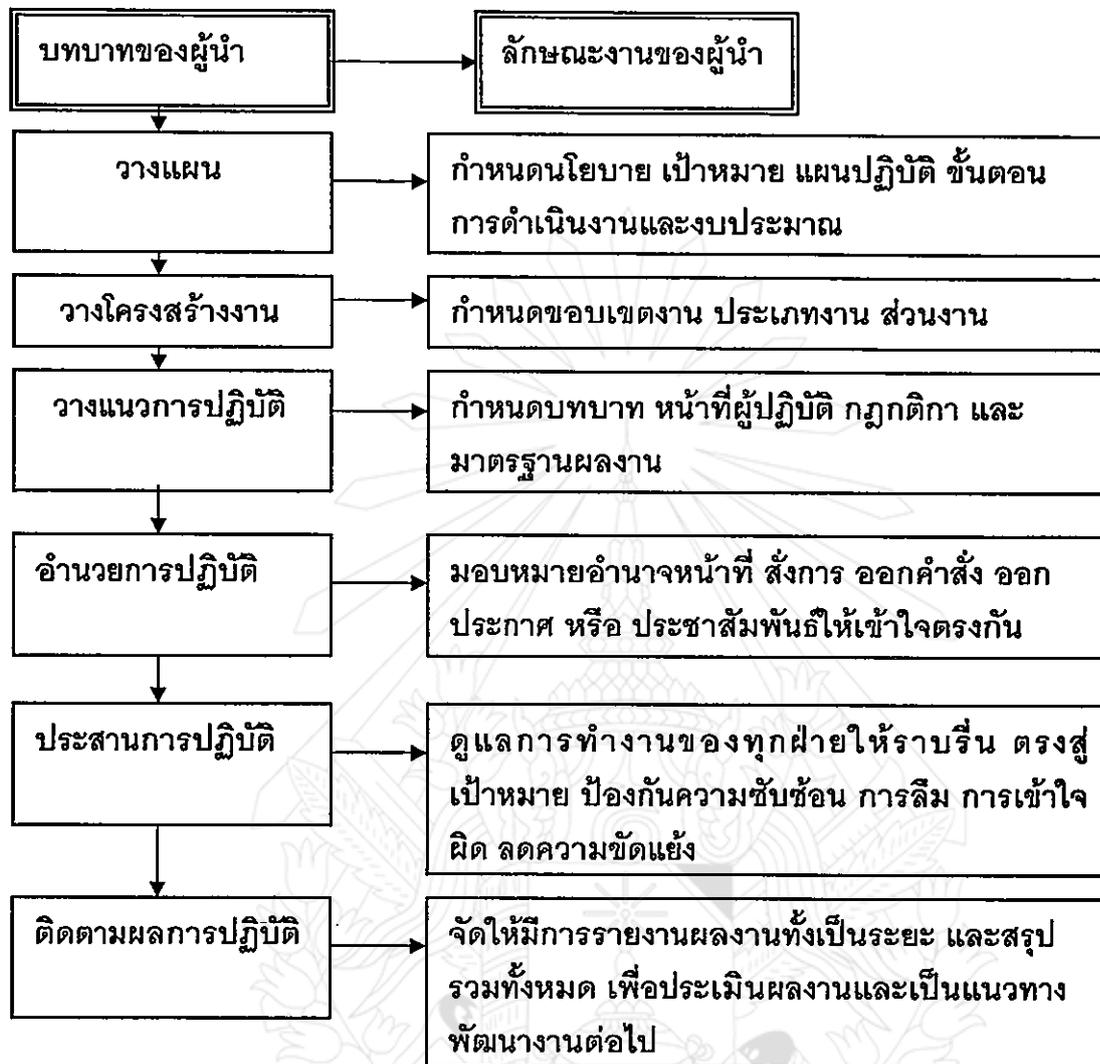 บทบาทของผู้นำ
ลักษณะงานของผู้นำ
วางแผน
กำหนดนโยบาย เป้าหมาย แผนปฏิบัติ ขั้นตอน
การดำเนินงานและงบประมาณ
วางโครงสร้างงาน
กำหนดขอบเขตงาน ประเภทงาน ส่วนงาน
วางแนวการปฏิบัติ
กำหนดบทบาท หน้าที่ผู้ปฏิบัติ กฎกติกา และ
มาตรฐานผลงาน
อำนวยการปฏิบัติ
มอบหมายอำนาจหน้าที่ สั่งการ ออกคำสั่ง ออก
ประกาศ หรือ ประชาสัมพันธ์ให้เข้าใจตรงกัน
ประสานการปฏิบัติ
ดูแลการทำงานของทุกฝ่ายให้ราบรื่น ตรงสู่
เป้าหมาย ป้องกันความซับซ้อน การลืม การเข้าใจ
ผิด ลดความขัดแย้ง
ติดตามผลการปฏิบัติ
จัดให้มีการรายงานผลงานทั้งเป็นระยะ และสรุป
รวมทั้งหมด เพื่อประเมินผลงานและเป็นแนวทาง
พัฒนางานต่อไป